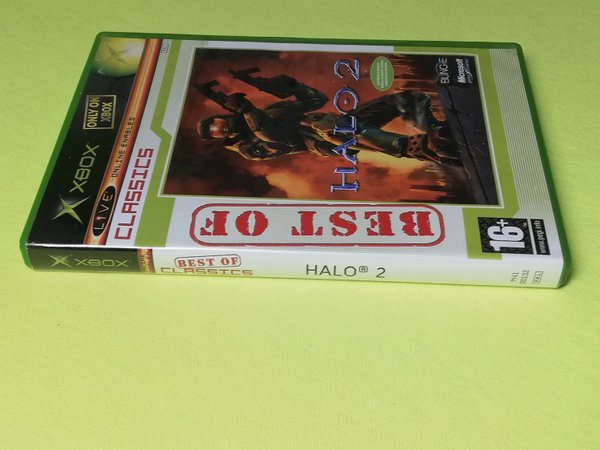 XBOX
LIVE
ONLINE ENABLED
ONLY ON
XBOX
CLASSICS
HALO 2
BUNGIE
Microsoft
BEST OF
16+
www.pegi.info
XBOX
BEST OF
CLASSICS
HALO® 2
PAL